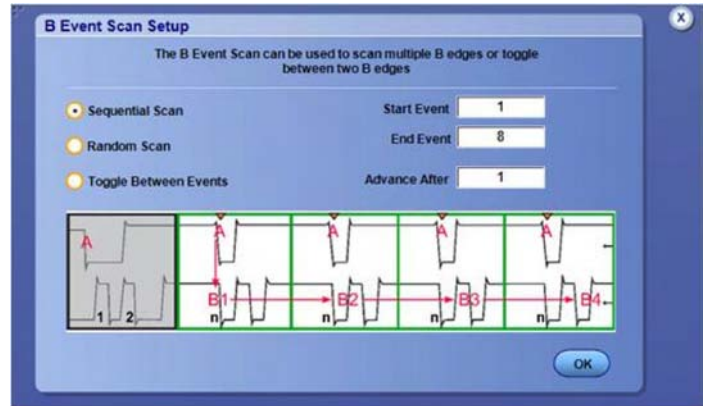 B Event Scan Setup
X
The B Event Scan can be used to scan multiple B edges or toggle
between two B edges
Sequential Scan
Start Event 1
Random Scan
End Event 8
Toggle Between Events
Advance After 1
A A A A A
B1 B2 B3 B4
1 2 n n n n
OK